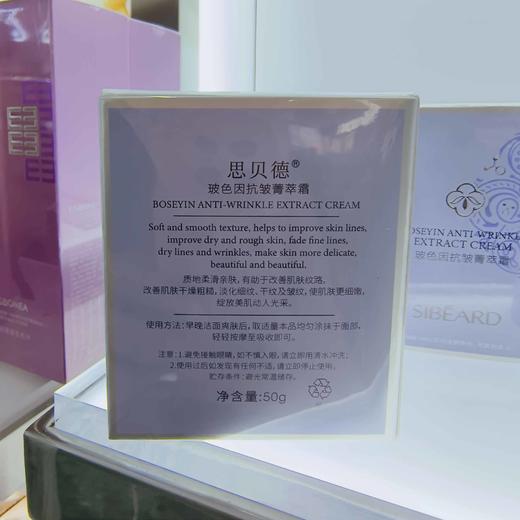 思贝德®
玻色因抗皱菁萃霜
BOSEYIN ANTI-WRINKLE EXTRACT CREAM
Soft and smooth texture, helps to improve skin lines,
improve dry and rough skin, fade fine lines,
dry lines and wrinkles, make skin more delicate,
beautiful and beautiful.
质地柔滑亲肤,有助于改善肌肤纹路,
改善肌肤干燥粗糙,淡化细纹、干纹及皱纹,使肌肤更细嫩,
绽放美肌动人光采。
使用方法:早晚洁面爽肤后,取适量本品均匀涂抹于面部,
轻轻按摩至吸收即可。
注意:1.避免接触眼睛,如不慎入眼,请立即用清水冲洗;
2.使用过后如发现有任何不适,请立即停止使用。
贮存条件:避光常温储存。
净含量:50g
BOSEYIN ANTI-WRINKLE
EXTRACT CREAM
玻色因抗皱菁萃霜
SIBEARD